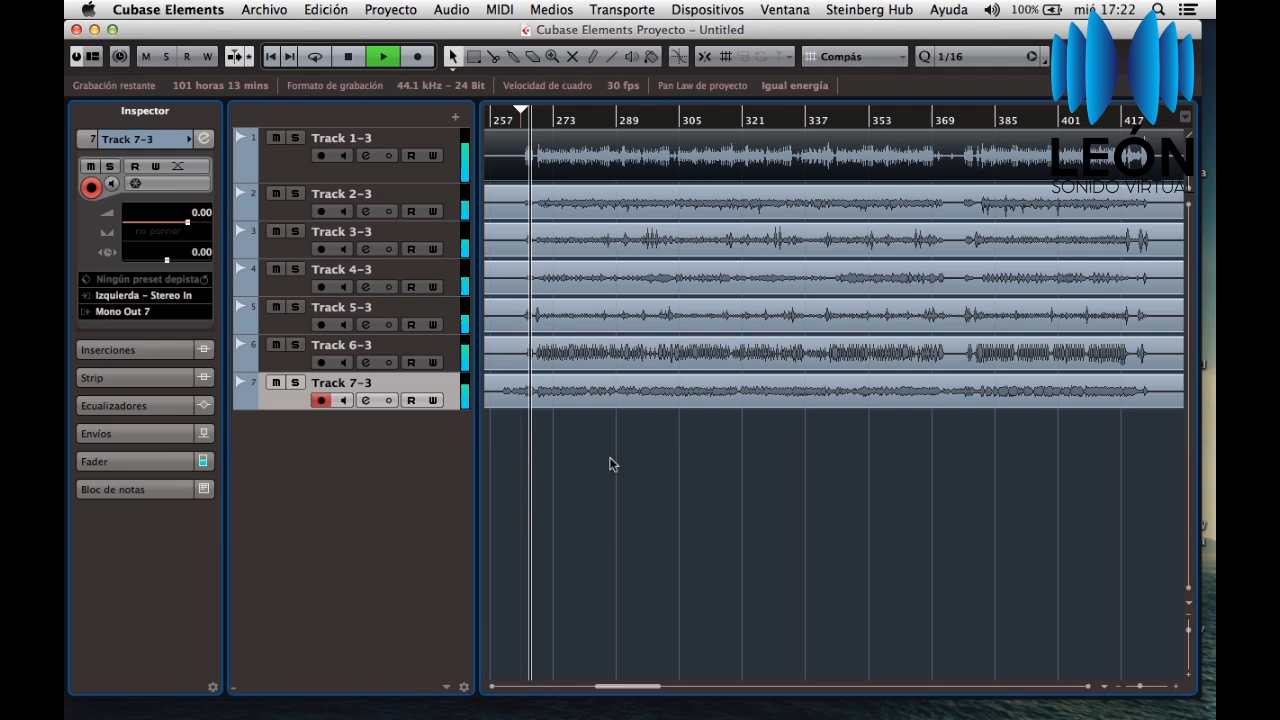 Cubase Elements Archivo Edición Proyecto Audio MIDI Medios Transporte Dispositivos Ventana Steinberg Hub Ayuda 100% mié 17:22
Cubase Elements Proyecto - Untitled
M S R W Compás Q 1/16
Grabación restante 101 horas 13 mins Formato de grabación 44.1 kHz - 24 Bit Velocidad de cuadro 30 fps Pan Law de proyecto Igual energía
LEÓN
SONIDO VIRTUAL
Inspector
7 Track 7-3
M S R W
0.00
no panner
0.00
Ningún preset depista
Izquierda - Stereo In
Mono Out 7
Inserciones
Strip
Ecualizadores
Envíos
Fader
Bloc de notas
257 273 289 305 321 337 353 369 385 401 417
1 M S Track 1-3
R W
2 M S Track 2-3
R W
3 M S Track 3-3
R W
4 M S Track 4-3
R W
5 M S Track 5-3
R W
6 M S Track 6-3
R W
7 M S Track 7-3
R W